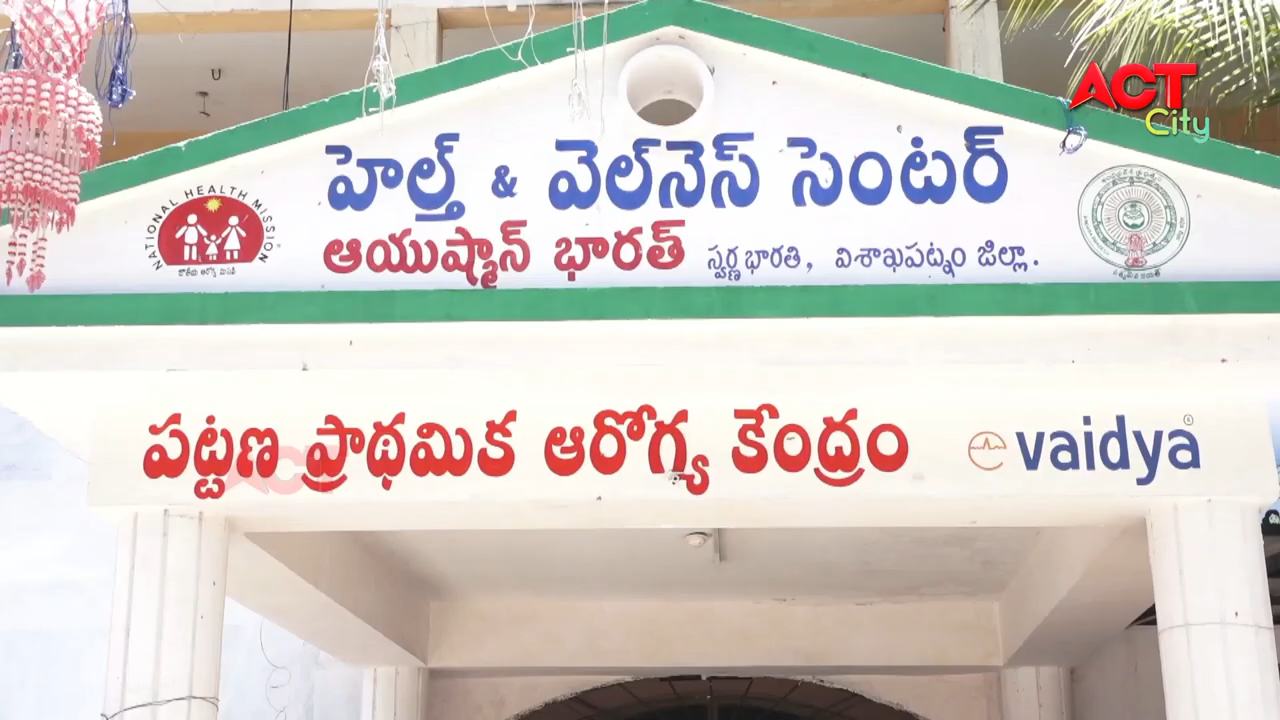 ACT
City
హెల్త్ & వెల్‌నెస్ సెంటర్
NATIONAL HEALTH MISSION
ఆయుష్మాన్ భారత్ స్వర్ణ భారతి, విశాఖపట్నం జిల్లా.
పట్టణ ప్రాథమిక ఆరోగ్య కేంద్రం
e vaidya